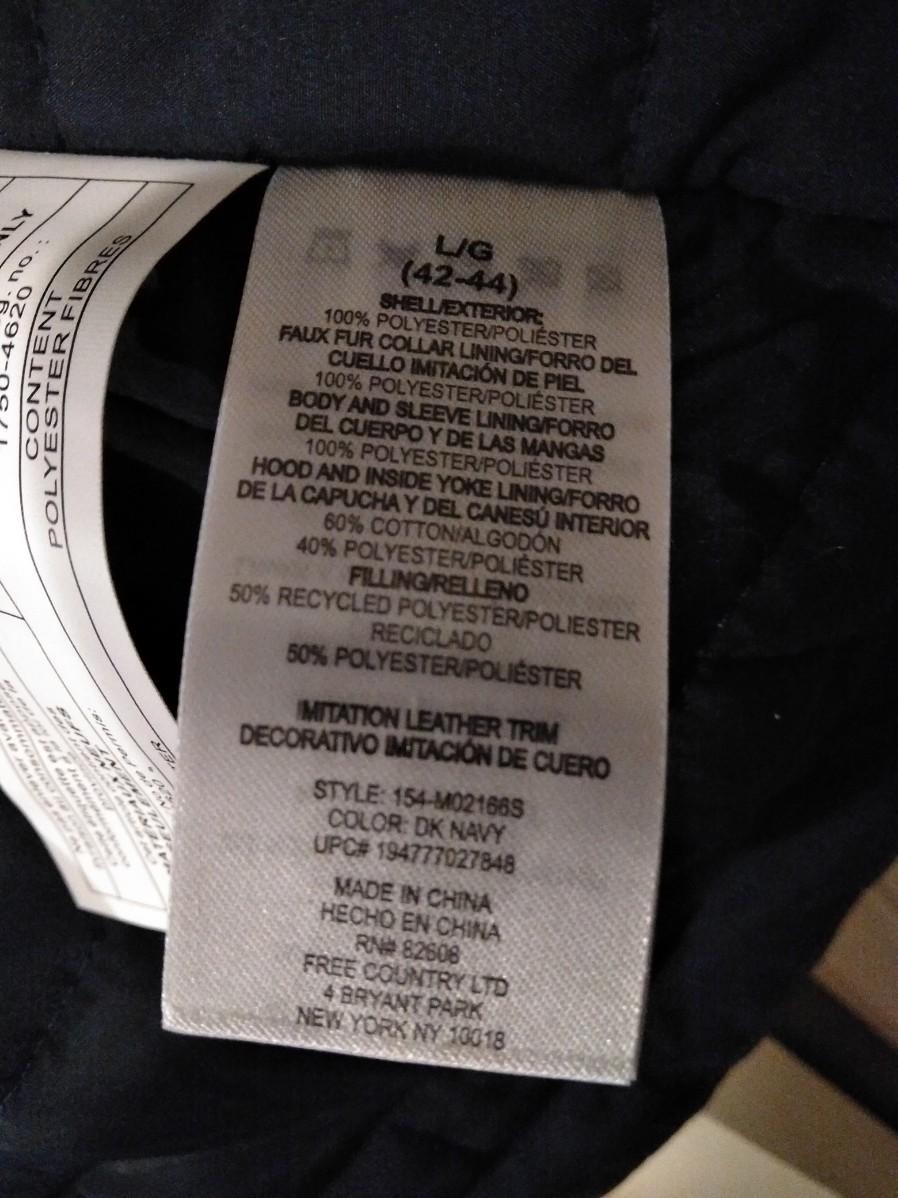 L/G
(42-44)
SHELL/EXTERIOR:
100% POLYESTER/POLIÉSTER
FAUX FUR COLLAR LINING/FORRO DEL
CUELLO IMITACIÓN DE PIEL
100% POLYESTER/POLIÉSTER
BODY AND SLEEVE LINING/FORRO
DEL CUERPO Y DE LAS MANGAS
100% POLYESTER/POLIÉSTER
HOOD AND INSIDE YOKE LINING/FORRO
DE LA CAPUCHA Y DEL CANESÚ INTERIOR
60% COTTON/ALGODÓN
40% POLYESTER/POLIÉSTER
FILLING/RELLENO
50% RECYCLED POLYESTER/POLIESTER
RECICLADO
50% POLYESTER/POLIÉSTER
IMITATION LEATHER TRIM
DECORATIVO IMITACIÓN DE CUERO
STYLE: 154-M02166S
COLOR: DK NAVY
UPC# 194777027848
MADE IN CHINA
HECHO EN CHINA
RN# 82608
FREE COUNTRY LTD
4 BRYANT PARK
NEW YORK NY 10018
no.:
1750-4620
CONTENT
POLYESTER FIBRES